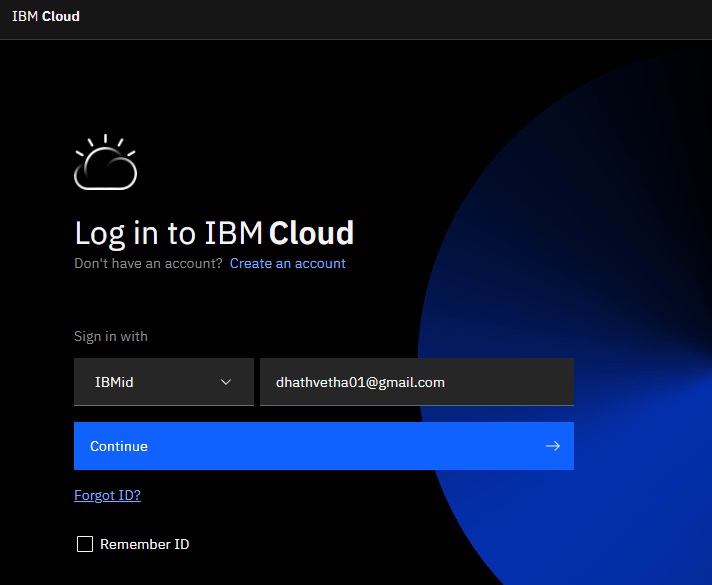 IBM Cloud
Log in to IBM Cloud
Don't have an account? Create an account
Sign in with
IBMid dhathvetha01@gmail.com
Continue
Forgot ID?
Remember ID